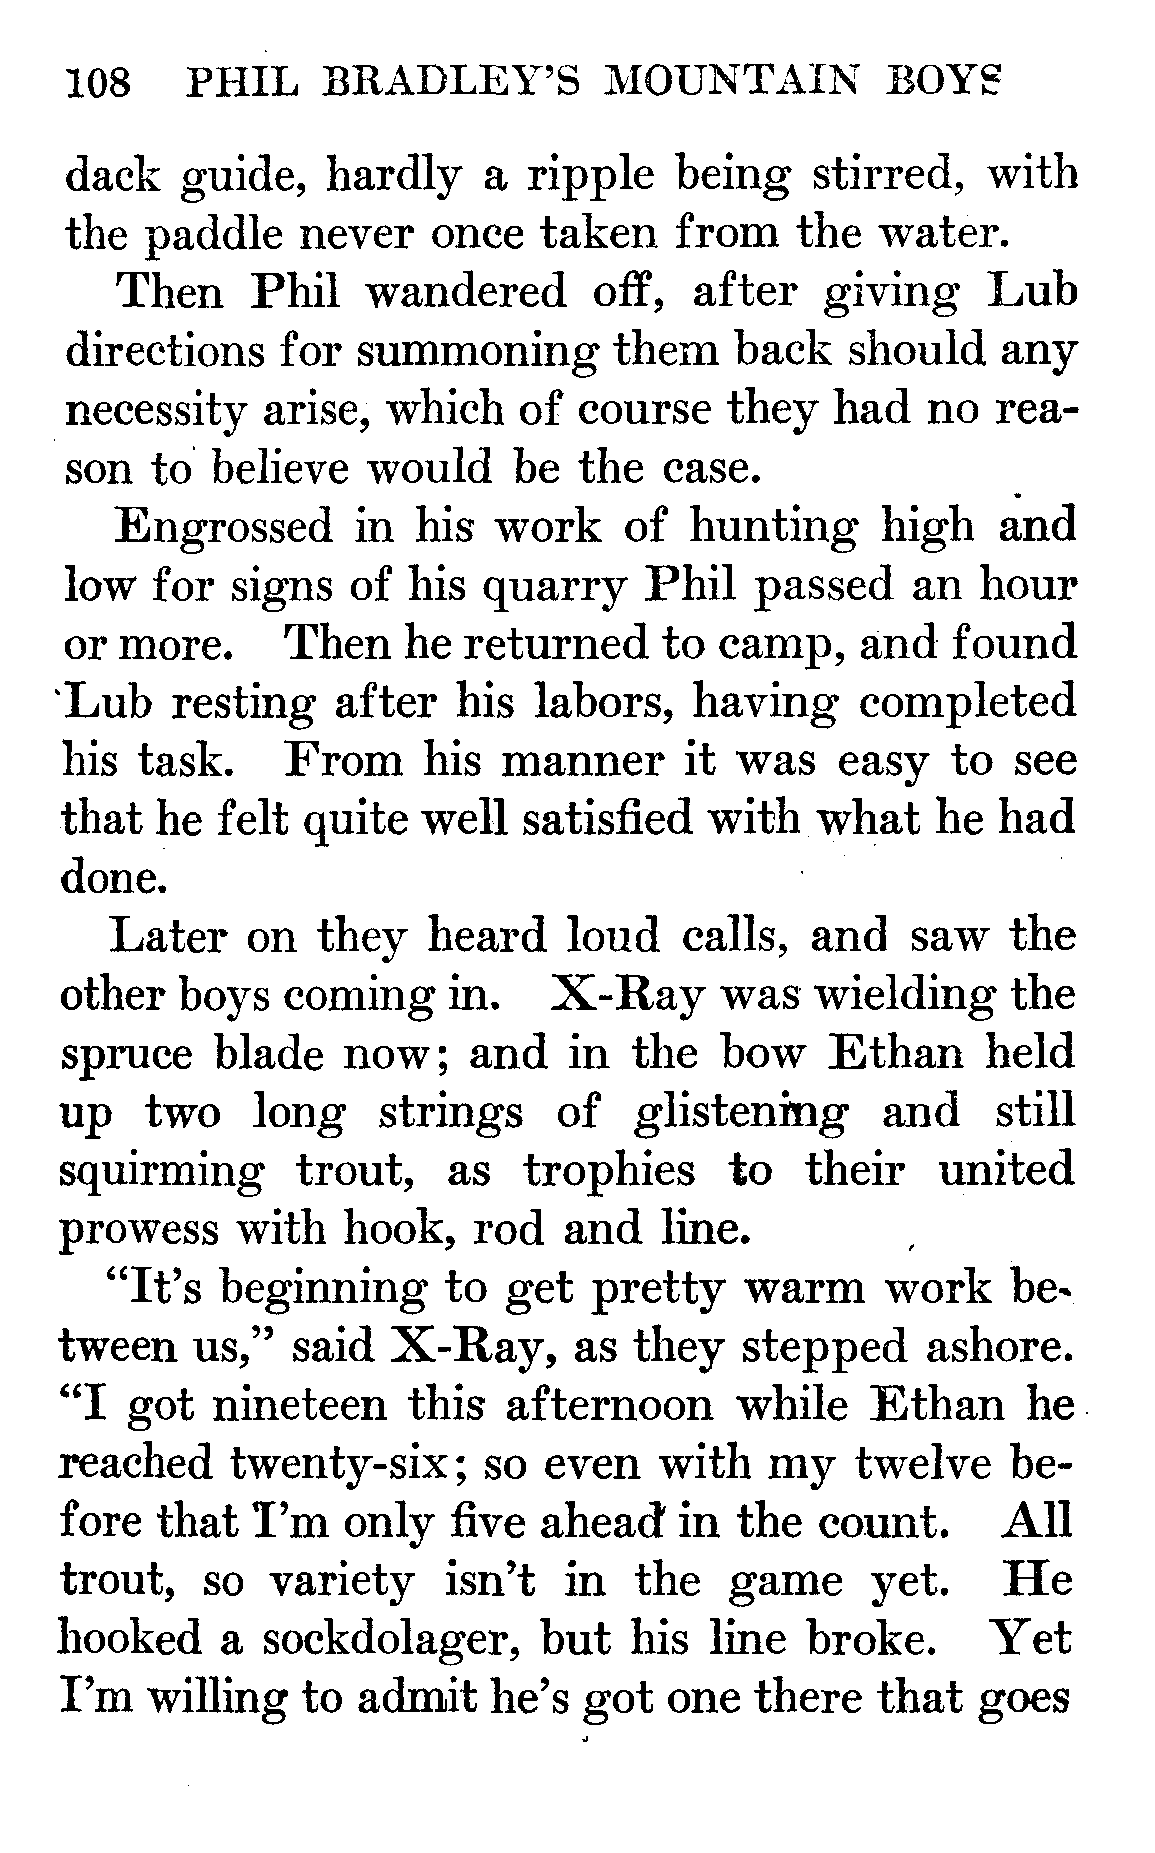 108 PHIL BRADLEY'S MOUNTAIN BOYS
dack guide, hardly a ripple being stirred, with
the paddle never once taken from the water.
Then Phil wandered off, after giving Lub
directions for summoning them back should any
necessity arise, which of course they had no rea-
son to believe would be the case.
Engrossed in his work of hunting high and
low for signs of his quarry Phil passed an hour
or more. Then he returned to camp, and found
Lub resting after his labors, having completed
his task. From his manner it was easy to see
that he felt quite well satisfied with what he had
done.
Later on they heard loud calls, and saw the
other boys coming in. X-Ray was wielding the
spruce blade now; and in the bow Ethan held
up two long strings of glistening and still
squirming trout, as trophies to their united
prowess with hook, rod and line.
"It's beginning to get pretty warm work be-
tween us," said X-Ray, as they stepped ashore.
"I got nineteen this afternoon while Ethan he
reached twenty-six; so even with my twelve be-
fore that I'm only five ahead in the count. All
trout, so variety isn't in the game yet. He
hooked a sockdolager, but his line broke. Yet
I'm willing to admit he's got one there that goes